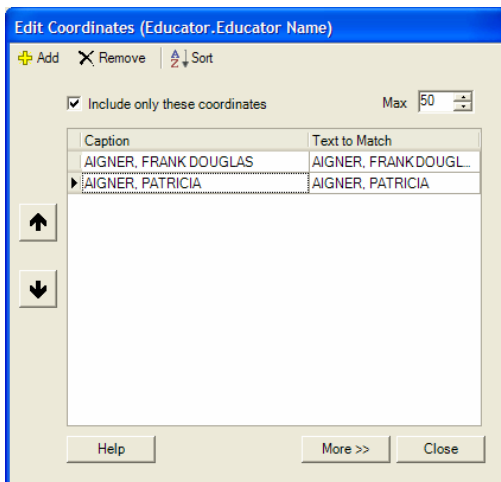 Edit Coordinates (Educator.Educator Name)
Add Remove A Z Sort
Include only these coordinates Max 50
Caption Text to Match
AIGNER, FRANK DOUGLAS AIGNER, FRANK DOUGL...
AIGNER, PATRICIA AIGNER, PATRICIA
Help More >> Close